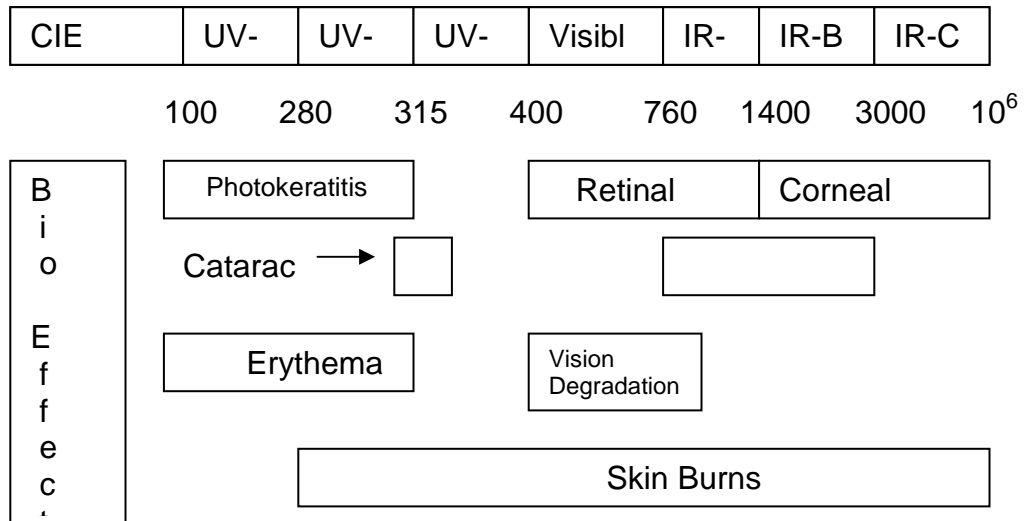 CIE UV- UV- UV- Visibl IR- IR-B IR-C
100 280 315 400 760 1400 3000 10⁶
B
i
o
E
f
f
e
c
Photokeratitis Retinal Corneal
Catarac
Erythema
Vision
Degradation
Skin Burns